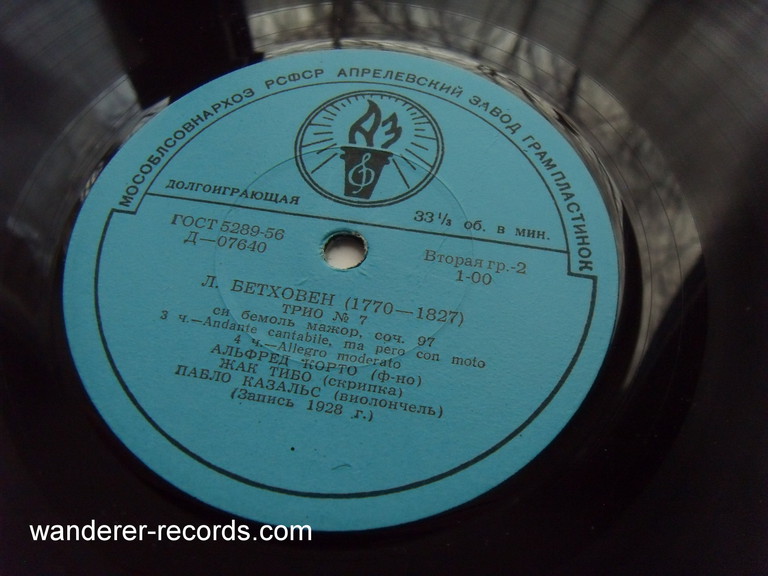 МОСОБЛСОВНАРХОЗ РСФСР АПРЕЛЕВСКИЙ ЗАВОД ГРАМПЛАСТИНОК
АЗ
ДОЛГОИГРАЮЩАЯ
33 1/3 об. в мин.
ГОСТ 5289-56
Д—07640
Вторая гр.-2
1-00
Л. БЕТХОВЕН (1770—1827)
ТРИО № 7
си бемоль мажор, соч. 97
3 ч.—Andante cantabile, ma pero con moto
4 ч.—Allegro moderato
АЛЬФРЕД КОРТО (ф-но)
ЖАК ТИБО (скрипка)
ПАБЛО КАЗАЛЬС (виолончель)
(Запись 1928 г.)
wanderer-records.com